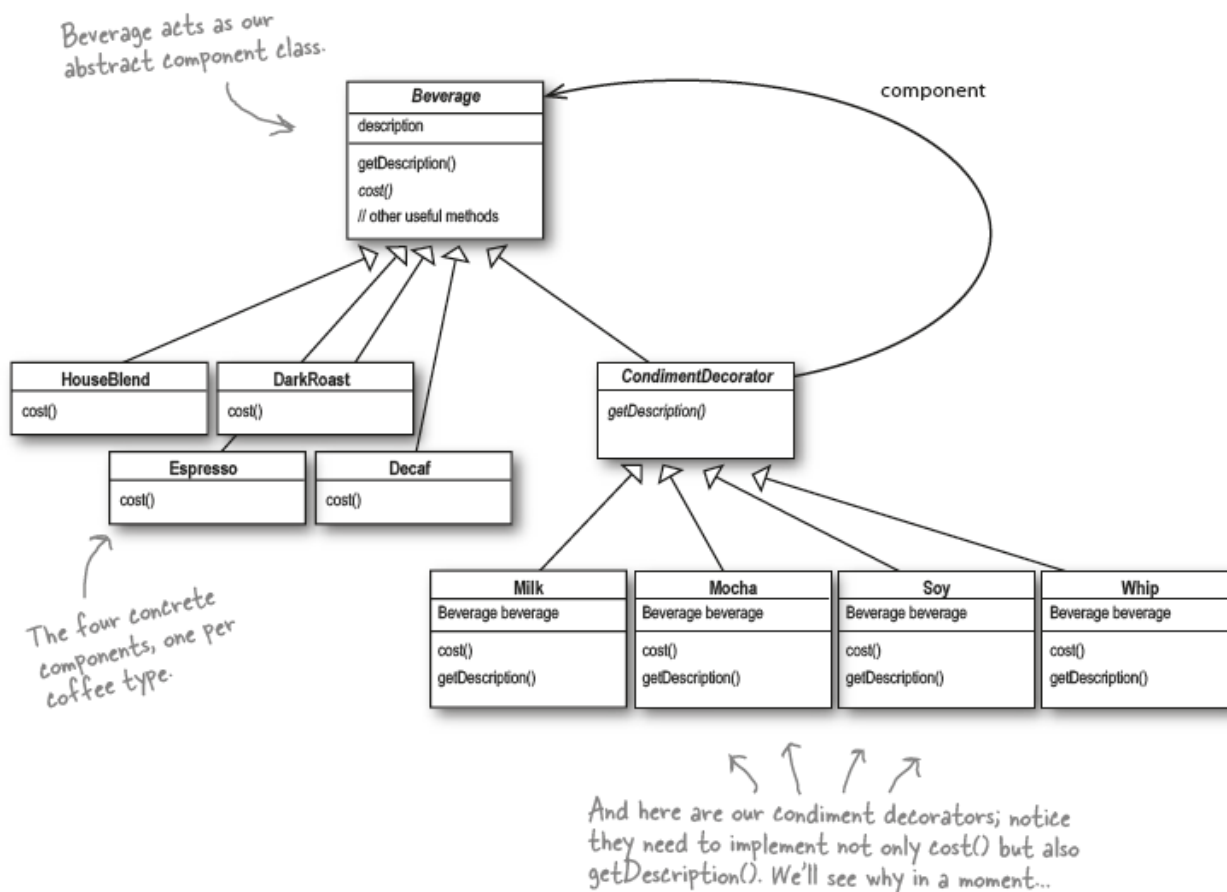 Beverage acts as our
abstract component class.
Beverage
description
getDescription()
cost()
// other useful methods
component
HouseBlend
cost()
DarkRoast
cost()
Espresso
cost()
Decaf
cost()
CondimentDecorator
getDescription()
The four concrete
components, one per
coffee type.
Milk
Beverage beverage
cost()
getDescription()
Mocha
Beverage beverage
cost()
getDescription()
Soy
Beverage beverage
cost()
getDescription()
Whip
Beverage beverage
cost()
getDescription()
And here are our condiment decorators; notice
they need to implement not only cost() but also
getDescription(). We'll see why in a moment...